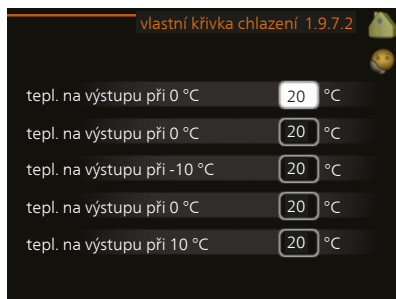 vlastní křivka chlazení 1.9.7.2
tepl. na výstupu při 0 °C 20 °C
tepl. na výstupu při 0 °C 20 °C
tepl. na výstupu při -10 °C 20 °C
tepl. na výstupu při 0 °C 20 °C
tepl. na výstupu při 10 °C 20 °C